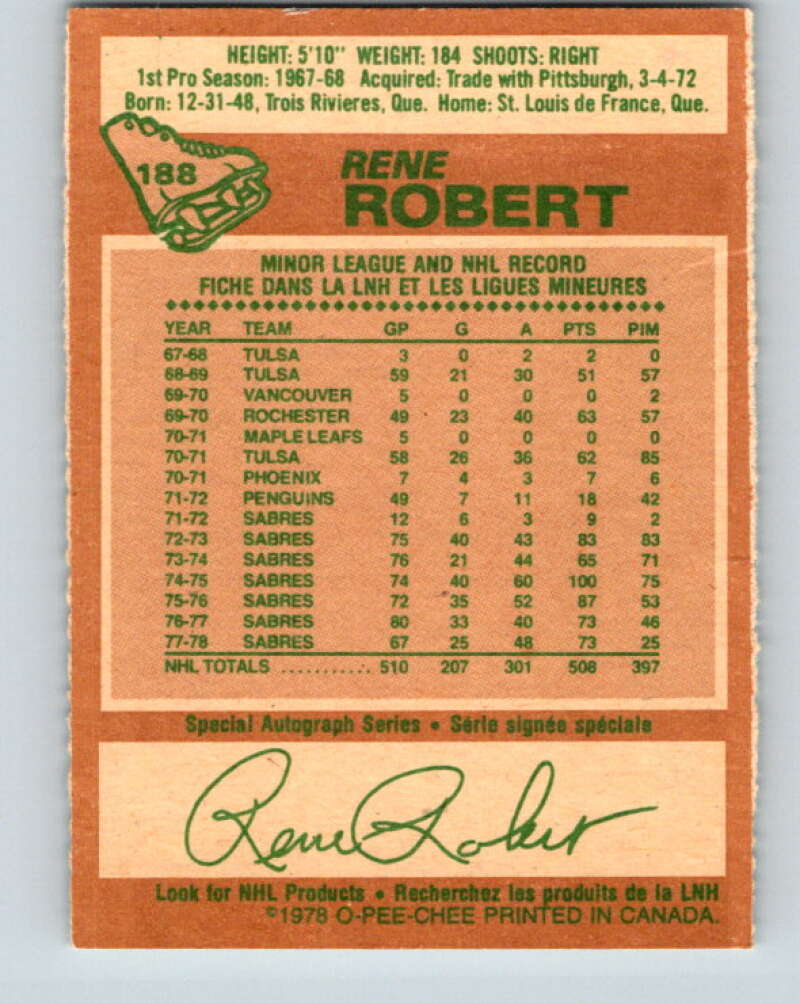 HEIGHT: 5'10" WEIGHT: 184 SHOOTS: RIGHT
1st Pro Season: 1967-68 Acquired: Trade with Pittsburgh, 3-4-72
Born: 12-31-48, Trois Rivieres, Que. Home: St. Louis de France, Que.
188
RENE
ROBERT
MINOR LEAGUE AND NHL RECORD
FICHE DANS LA LNH ET LES LIGUES MINEURES
YEAR TEAM GP G A PTS PIM
67-68 TULSA 3 0 2 2 0
68-69 TULSA 59 21 30 51 57
69-70 VANCOUVER 5 0 0 0 2
69-70 ROCHESTER 49 23 40 63 57
70-71 MAPLE LEAFS 5 0 0 0 0
70-71 TULSA 58 26 36 62 85
70-71 PHOENIX 7 4 3 7 6
71-72 PENGUINS 49 7 11 18 42
71-72 SABRES 12 6 3 9 2
72-73 SABRES 75 40 43 83 83
73-74 SABRES 76 21 44 65 71
74-75 SABRES 74 40 60 100 75
75-76 SABRES 72 35 52 87 53
76-77 SABRES 80 33 40 73 46
77-78 SABRES 67 25 48 73 25
NHL TOTALS ........... 510 207 301 508 397
Special Autograph Series • Série signée spéciale
Rene Robert
Look for NHL Products • Recherchez les produits de la LNH
©1978 O-PEE-CHEE PRINTED IN CANADA.